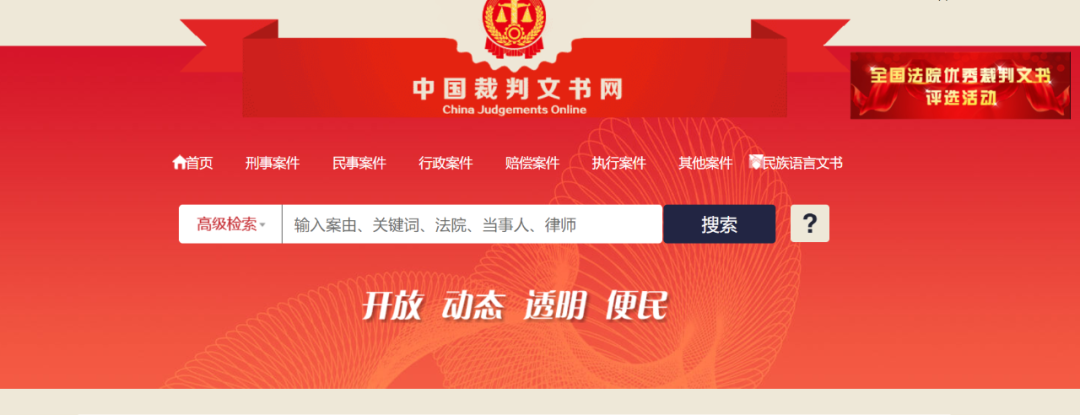 中国裁判文书网
China Judgements Online
全国法院优秀裁判文书
评选活动
首页 刑事案件 民事案件 行政案件 赔偿案件 执行案件 其他案件 民族语言文书
高级检索 输入案由、关键词、法院、当事人、律师 搜索 ?
开放 动态 透明 便民